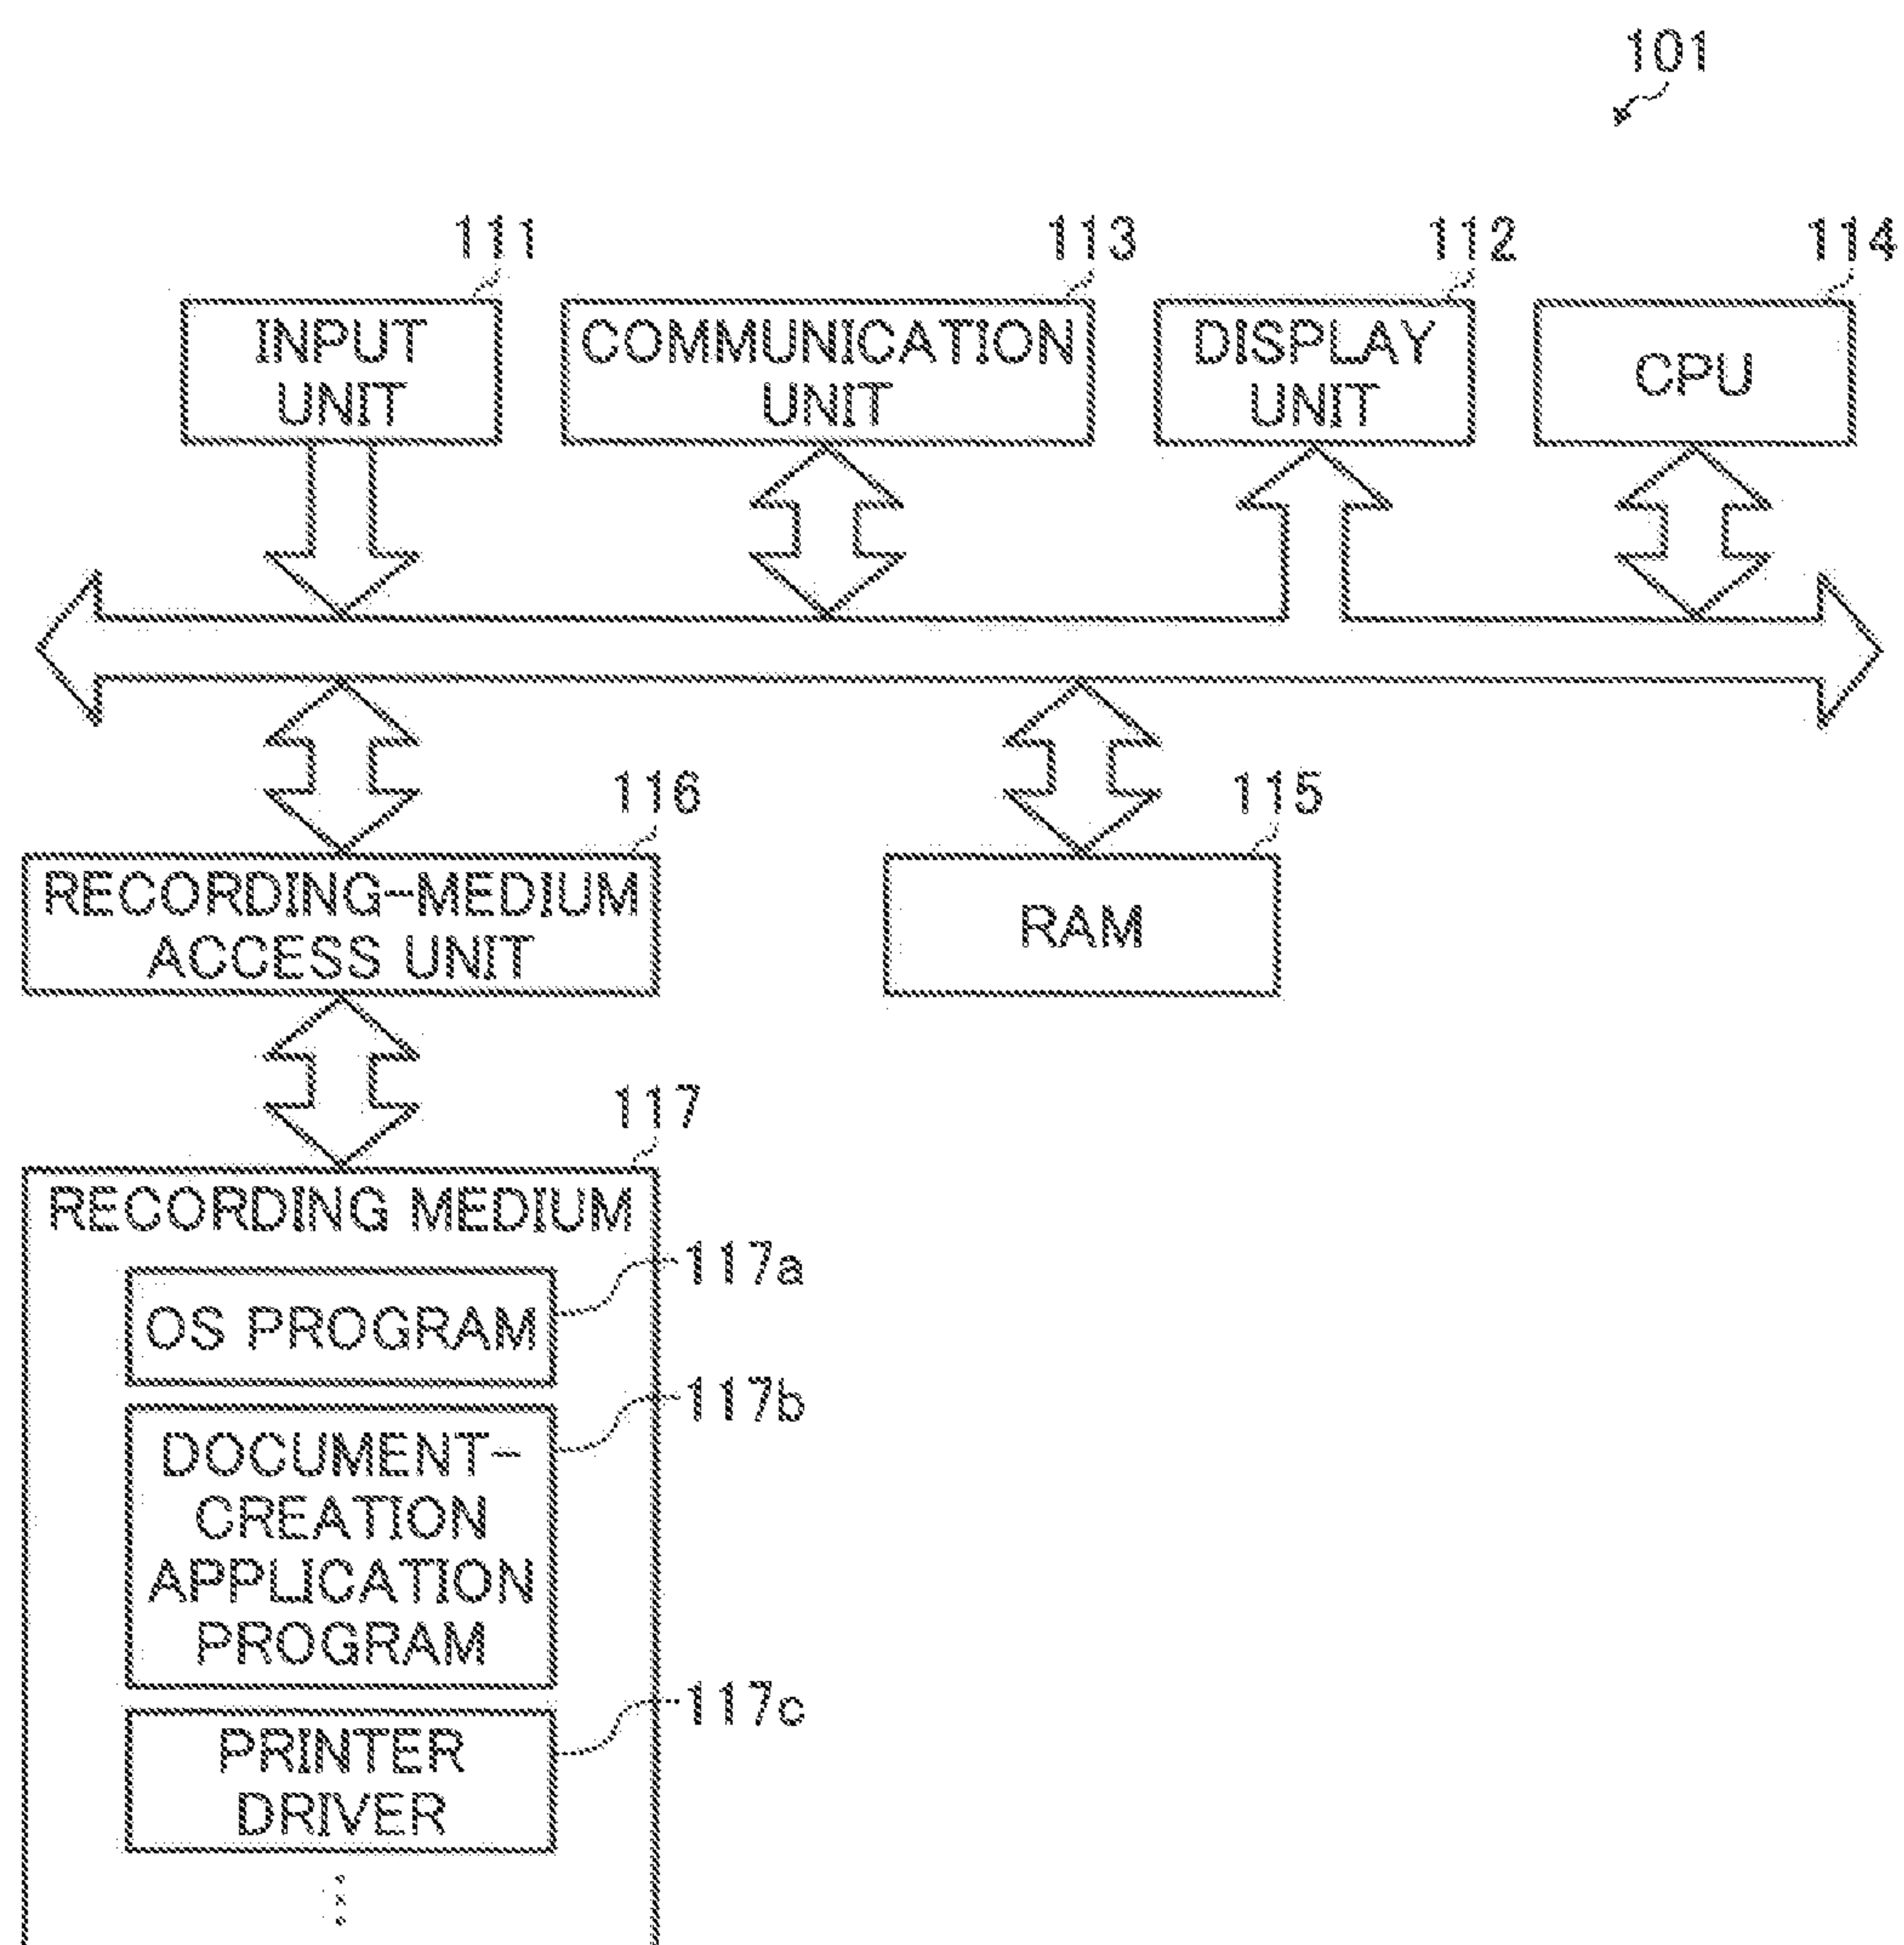 101
111
INPUT
UNIT
113
COMMUNICATION
UNIT
112
DISPLAY
UNIT
114
CPU
116
RECORDING-MEDIUM
ACCESS UNIT
115
RAM
117
RECORDING MEDIUM
117a
OS PROGRAM
117b
DOCUMENT-
CREATION
APPLICATION
PROGRAM
117c
PRINTER
DRIVER